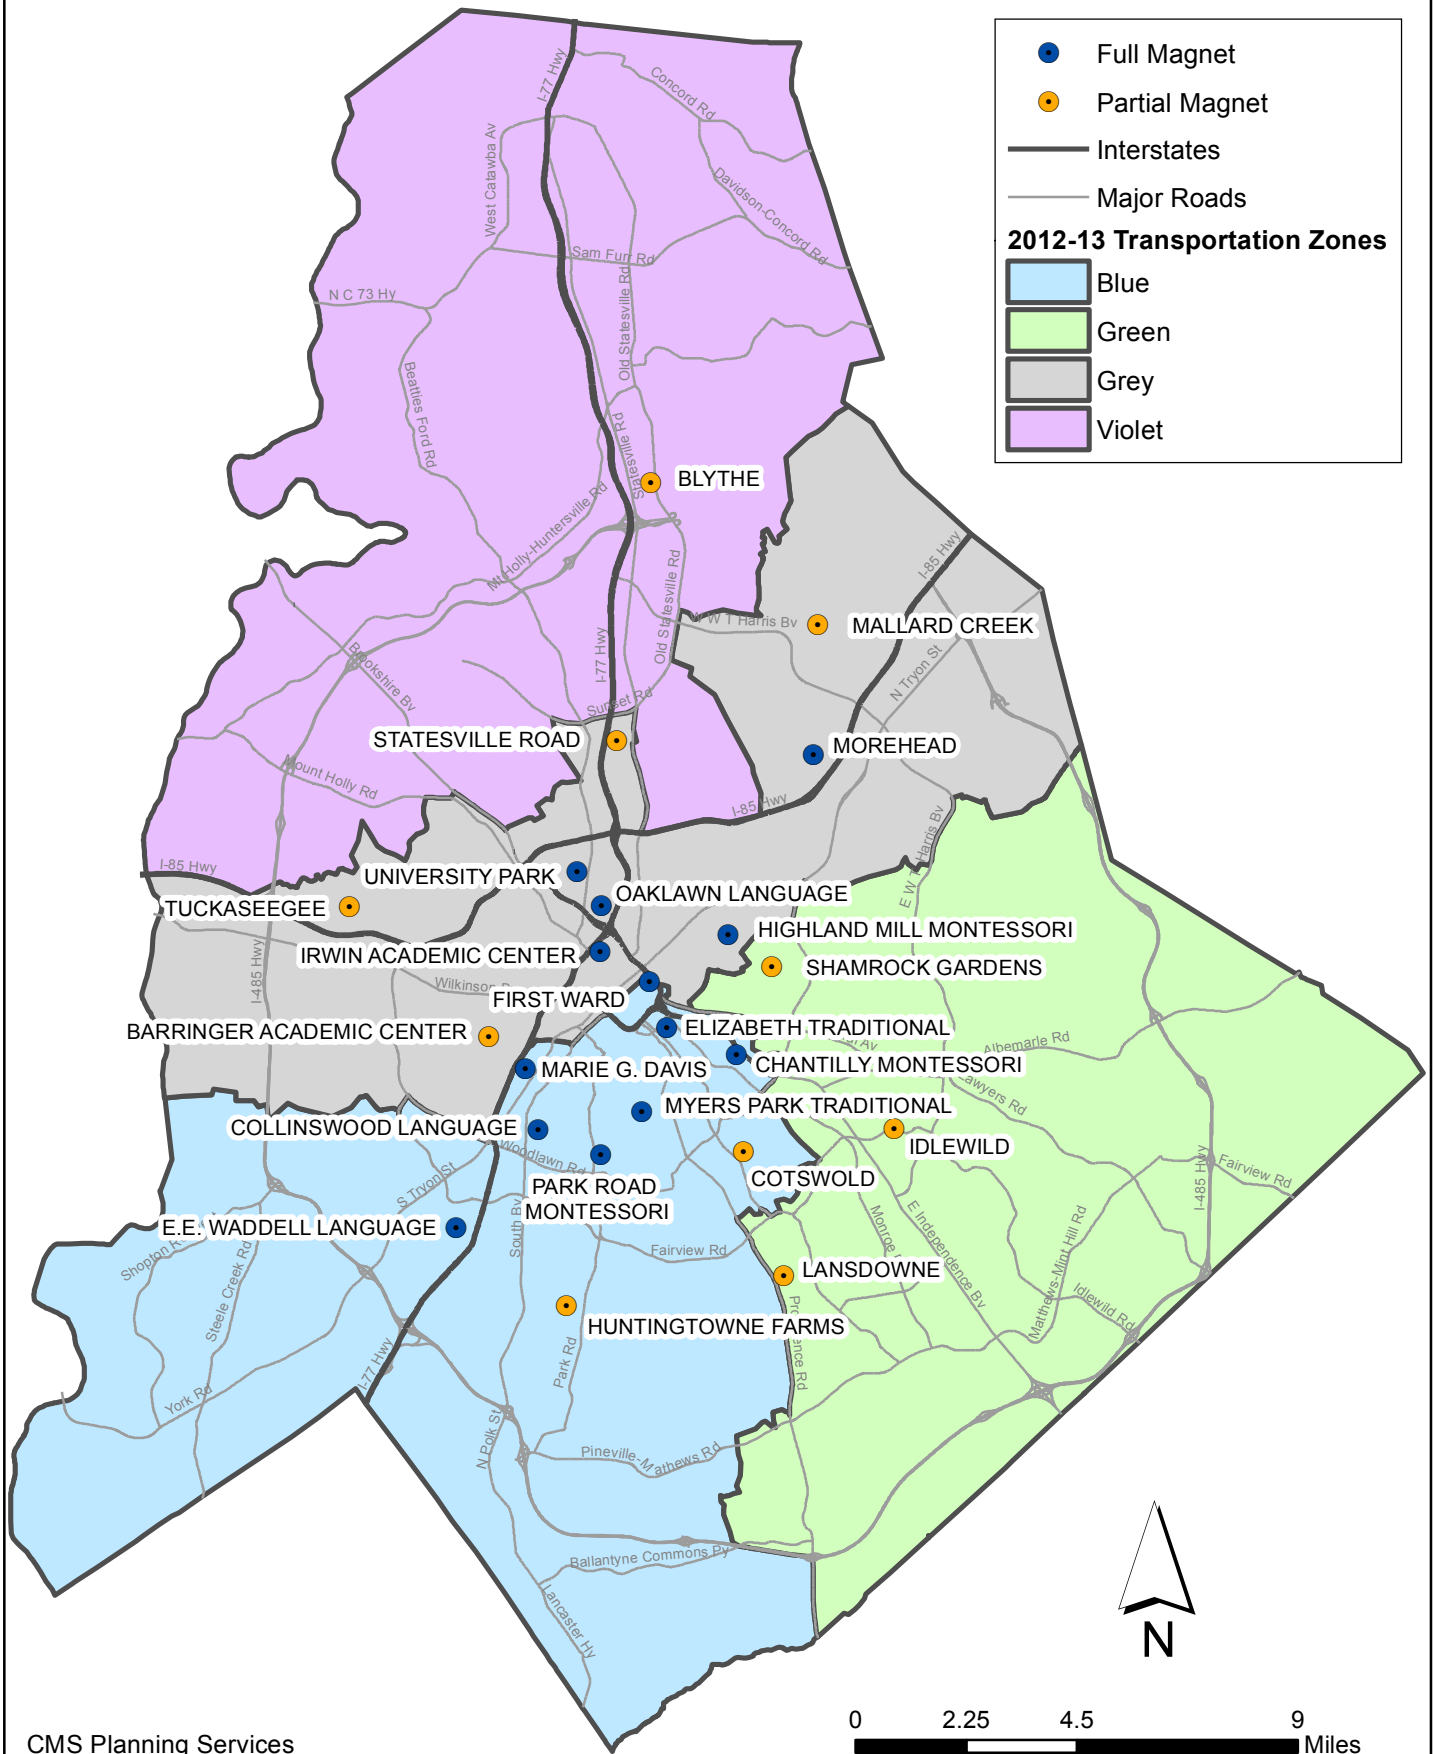 Full Magnet
Partial Magnet
Interstates
Major Roads
2012-13 Transportation Zones
Blue
Green
Grey
Violet
I-77 Hwy
Concord Rd
West Catawba Av
Davidson-Concord Rd
Sam Furr Rd
N C 73 Hy
Old Statesville Rd
Beatties Ford Rd
Statesville Rd
BLYTHE
Mt Holly-Huntersville Rd
I-85 Hwy
Old Statesville Rd
W W T Harris Bv
MALLARD CREEK
I-77 Hwy
Brookshire Bv
N Tryon St
Sunset Rd
STATESVILLE ROAD
MOREHEAD
Mount Holly Rd
I-85 Hwy
E W T Harris Bv
I-85 Hwy
UNIVERSITY PARK
OAKLAWN LANGUAGE
TUCKASEEGEE
HIGHLAND MILL MONTESSORI
IRWIN ACADEMIC CENTER
SHAMROCK GARDENS
I-485 Hwy
Wilkinson
FIRST WARD
BARRINGER ACADEMIC CENTER
ELIZABETH TRADITIONAL
Av
Albemarle Rd
MARIE G. DAVIS
CHANTILLY MONTESSORI
Lawyers Rd
MYERS PARK TRADITIONAL
COLLINSWOOD LANGUAGE
IDLEWILD
Woodlawn Rd
Fairview Rd
I-485 Hwy
COTSWOLD
PARK ROAD
MONTESSORI
S Tryon St
E.E. WADDELL LANGUAGE
South Bv
Monroe
E Independence Bv
Matthews-Mint Hill Rd
Shopton R
Steele Creek Rd
Fairview Rd
LANSDOWNE
Idlewild Rd
HUNTINGTOWNE FARMS
Providence Rd
I-77 Hwy
Park Rd
York Rd
N Polk St
Pineville-Mathews Rd
Ballantyne Commons Py
Lancaster Hy
N
0 2.25 4.5 9
Miles
CMS Planning Services